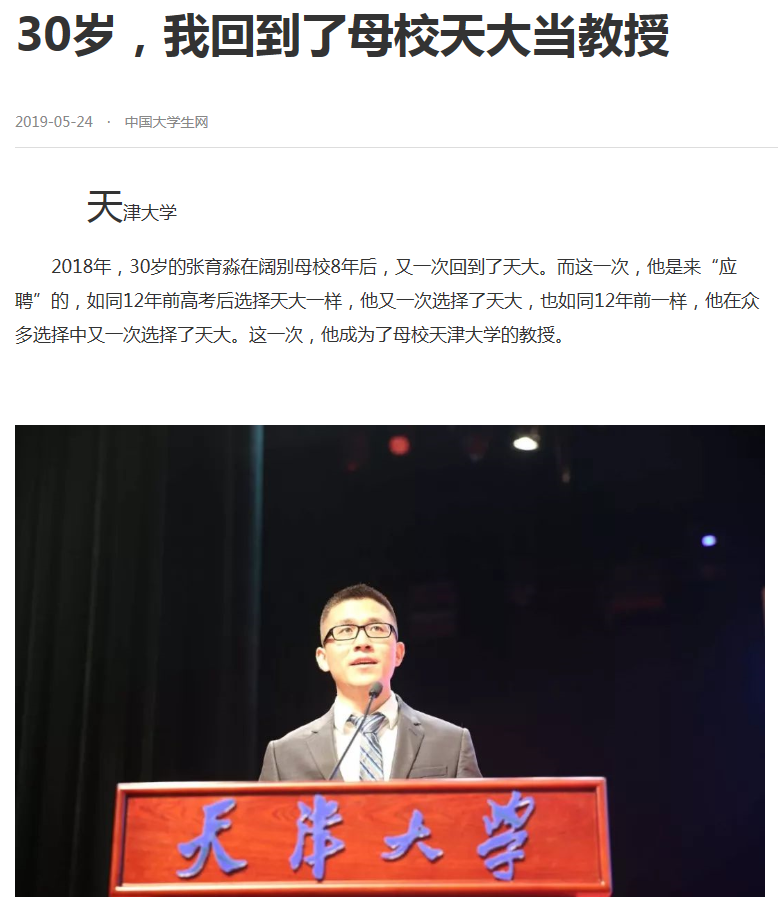 30岁，我回到了母校天大当教授
2019-05-24 · 中国大学生网
天津大学
2018年，30岁的张育淼在阔别母校8年后，又一次回到了天大。而这一次，他是来“应
聘”的，如同12年前高考后选择天大一样，他又一次选择了天大，也如同12年前一样，他在众
多选择中又一次选择了天大。这一次，他成为了母校天津大学的教授。
天津大学